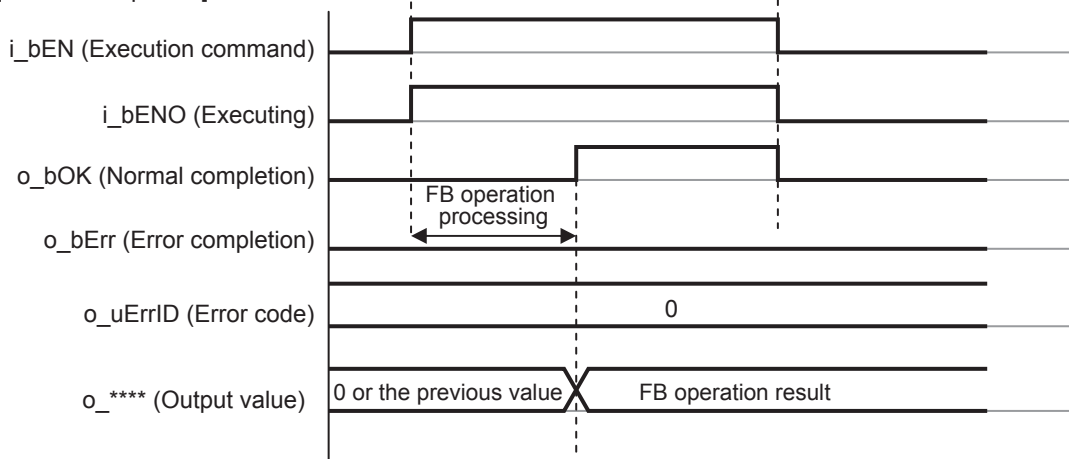 i_bEN (Execution command)
i_bENO (Executing)
o_bOK (Normal completion)
FB operation
processing
o_bErr (Error completion)
o_uErrID (Error code)
0
o_**** (Output value)
0 or the previous value
FB operation result